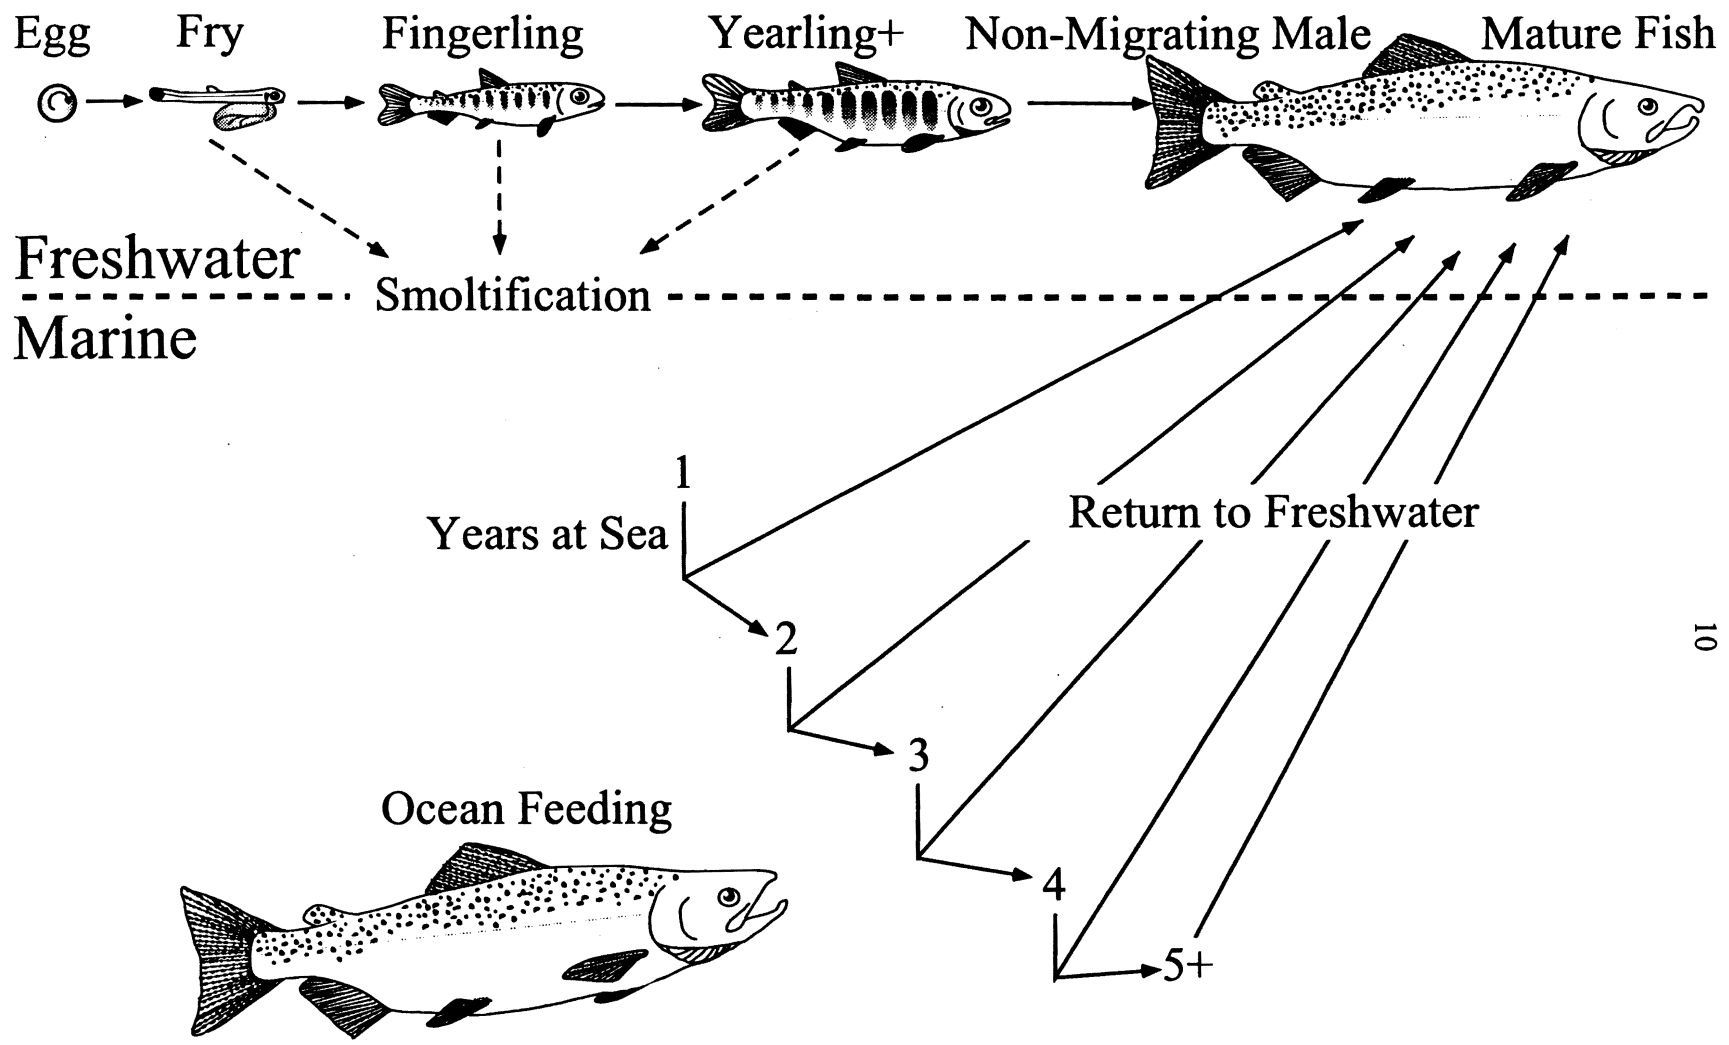 Egg Fry Fingerling Yearling+ Non-Migrating Male Mature Fish
Freshwater
Smoltification
Marine
1
Years at Sea
Return to Freshwater
2
10
3
Ocean Feeding
4
5+